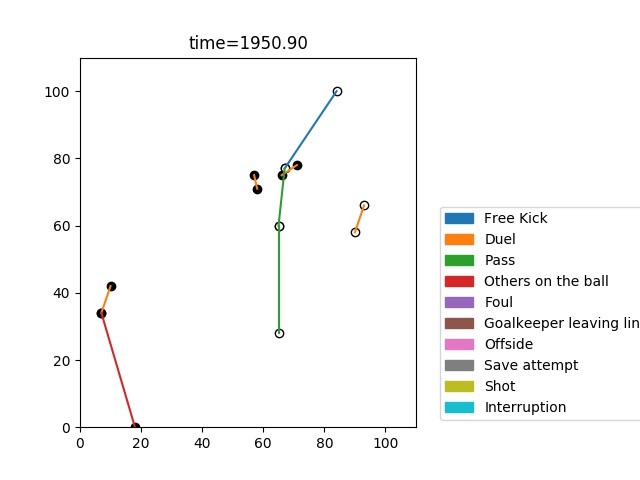 time=1950.90
100
80
60
40
20
0
0 20 40 60 80 100
Free Kick
Duel
Pass
Others on the ball
Foul
Goalkeeper leaving lin
Offside
Save attempt
Shot
Interruption